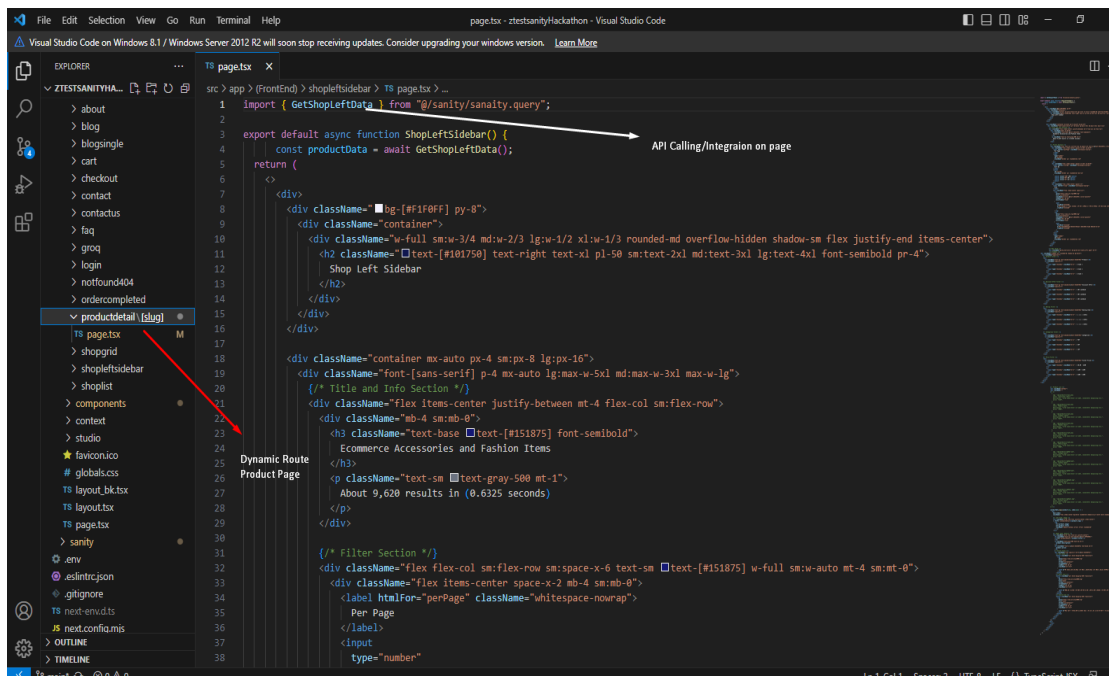 File Edit Selection View Go Run Terminal Help
page.tsx - ztestsanityHackathon - Visual Studio Code
Visual Studio Code on Windows 8.1 / Windows Server 2012 R2 will soon stop receiving updates. Consider upgrading your windows version. Learn More
EXPLORER ...
ZTESTSANITYHA...
about
blog
blogsingle
cart
checkout
contact
contactus
faq
groq
login
notfound404
ordercompleted
productdetail\[slug]
TS page.tsx M
shopgrid
shopleftsidebar
shoplist
components
context
studio
favicon.ico
# globals.css
TS layout_bk.tsx
TS layout.tsx
TS page.tsx
sanity
.env
.eslintrc.json
.gitignore
TS next-env.d.ts
JS next.config.mjs
OUTLINE
TIMELINE
4
TS page.tsx
src > app > (FrontEnd) > shopleftsidebar > TS page.tsx > ...
1 import { GetShopLeftData } from "@/sanity/sanaity.query";
2
3 export default async function ShopLeftSidebar() {
4 const productData = await GetShopLeftData();
5 return (
6 <>
7 <div>
8 <div className="bg-[#F1F0FF] py-8">
9 <div className="container">
10 <div className="w-full sm:w-3/4 md:w-2/3 lg:w-1/2 xl:w-1/3 rounded-md overflow-hidden shadow-sm flex justify-end items-center">
11 <h2 className="text-[#101750] text-right text-xl pl-50 sm:text-2xl md:text-3xl lg:text-4xl font-semibold pr-4">
12 Shop Left Sidebar
13 </h2>
14 </div>
15 </div>
16 </div>
17
18 <div className="container mx-auto px-4 sm:px-8 lg:px-16">
19 <div className="font-[sans-serif] p-4 mx-auto lg:max-w-5xl md:max-w-3xl max-w-lg">
20 {/* Title and Info Section */}
21 <div className="flex items-center justify-between mt-4 flex-col sm:flex-row">
22 <div className="mb-4 sm:mb-0">
23 <h3 className="text-base text-[#151875] font-semibold">
24 Ecommerce Accessories and Fashion Items
25 </h3>
26 <p className="text-sm text-gray-500 mt-1">
27 About 9,620 results in (0.6325 seconds)
28 </p>
29 </div>
30
31 {/* Filter Section */}
32 <div className="flex flex-col sm:flex-row sm:space-x-6 text-sm text-[#151875] w-full sm:w-auto mt-4 sm:mt-0">
33 <div className="flex items-center space-x-2 mb-4 sm:mb-0">
34 <label htmlFor="perPage" className="whitespace-nowrap">
35 Per Page
36 </label>
37 <input
38 type="number"
API Calling/Integraion on page
Dynamic Route
Product Page